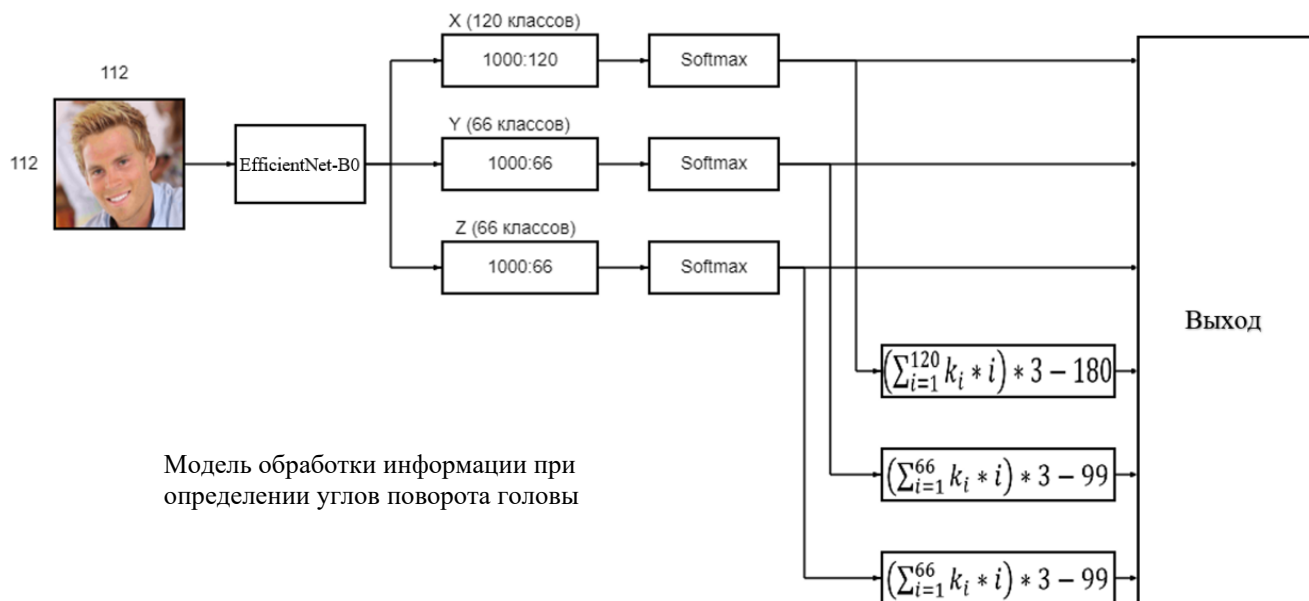 X (120 классов)
112
1000:120
Softmax
Y (66 классов)
112
EfficientNet-B0
1000:66
Softmax
Z (66 классов)
1000:66
Softmax
Выход
(∑_{i=1}^{120} k_i * i) * 3 − 180
Модель обработки информации при
определении углов поворота головы
(∑_{i=1}^{66} k_i * i) * 3 − 99
(∑_{i=1}^{66} k_i * i) * 3 − 99